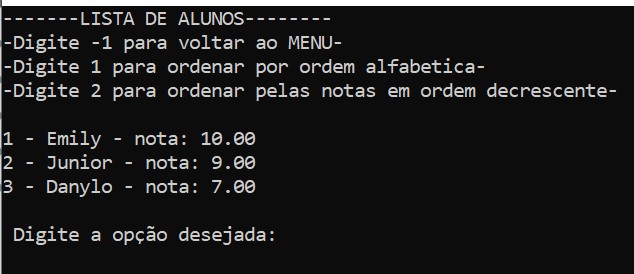 -------LISTA DE ALUNOS--------
-Digite -1 para voltar ao MENU-
-Digite 1 para ordenar por ordem alfabetica-
-Digite 2 para ordenar pelas notas em ordem decrescente-
1 - Emily - nota: 10.00
2 - Junior - nota: 9.00
3 - Danylo - nota: 7.00
Digite a opção desejada: